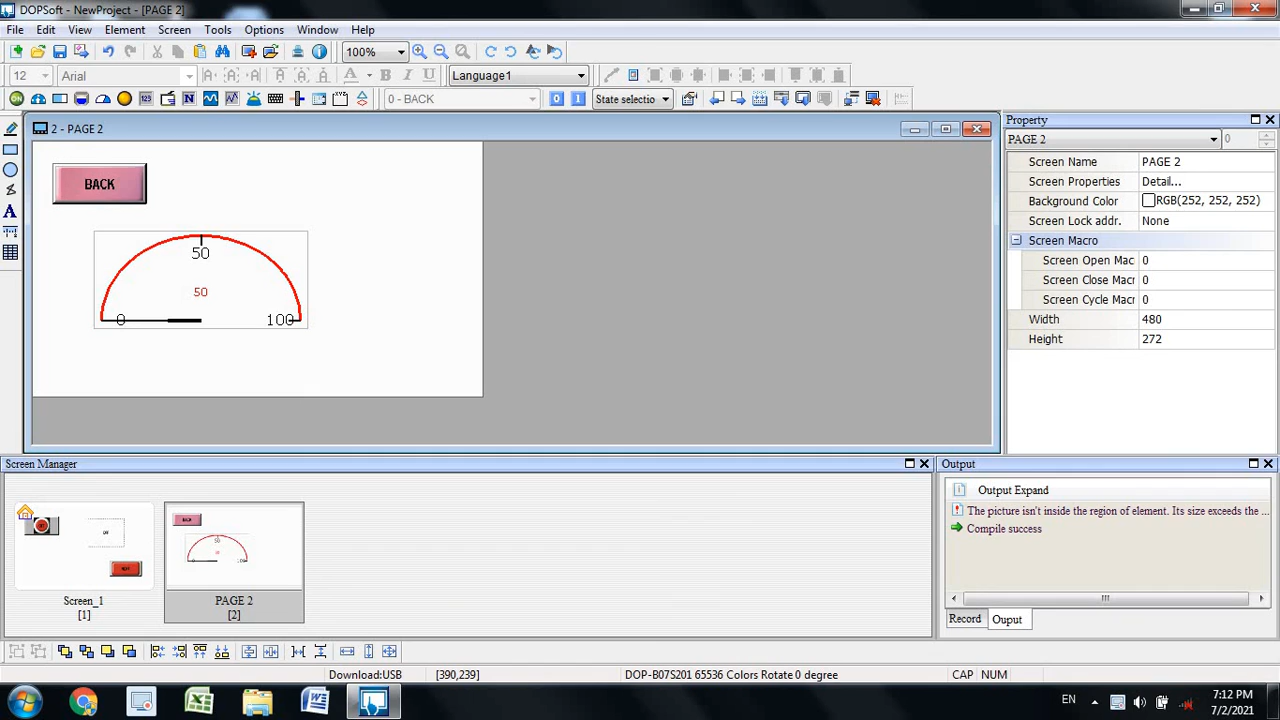 DOPSoft - NewProject - [PAGE 2]
File Edit View Element Screen Tools Options Window Help
100%
12 Arial Language1
0 - BACK State selectio
2 - PAGE 2
BACK
50
50
0 100
Property
PAGE 2 0
Screen Name PAGE 2
Screen Properties Detail...
Background Color RGB(252, 252, 252)
Screen Lock addr. None
Screen Macro
Screen Open Mac 0
Screen Close Macr 0
Screen Cycle Macr 0
Width 480
Height 272
Screen Manager
Screen_1
[1]
BACK
50
50
PAGE 2
[2]
Output
Output Expand
The picture isn't inside the region of element. Its size exceeds the ...
Compile success
Record Ouput
Download:USB [390,239] DOP-B07S201 65536 Colors Rotate 0 degree CAP NUM
EN 7:12 PM
7/2/2021